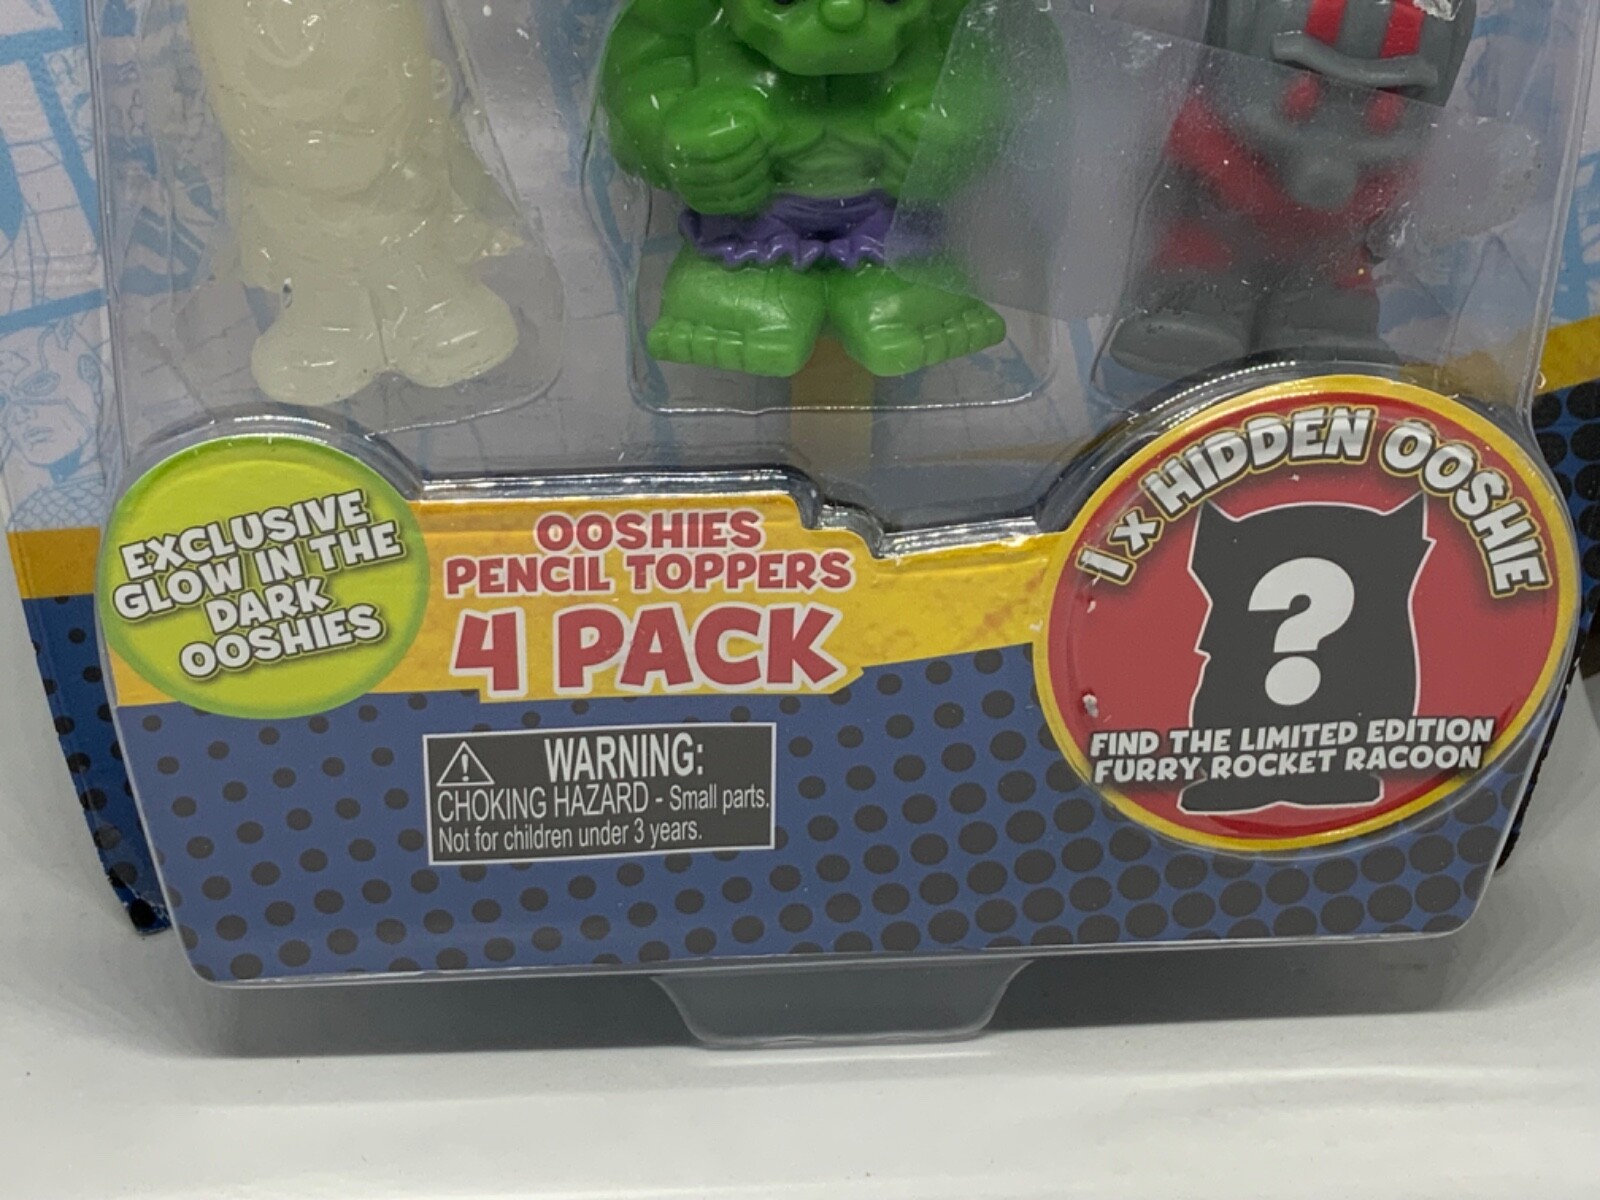 EXCLUSIVE
GLOW IN THE
DARK
OOSHIES
OOSHIES
PENCIL TOPPERS
4 PACK
WARNING:
CHOKING HAZARD - Small parts.
Not for children under 3 years.
1 x HIDDEN OOSHIE
?
FIND THE LIMITED EDITION
FURRY ROCKET RACOON